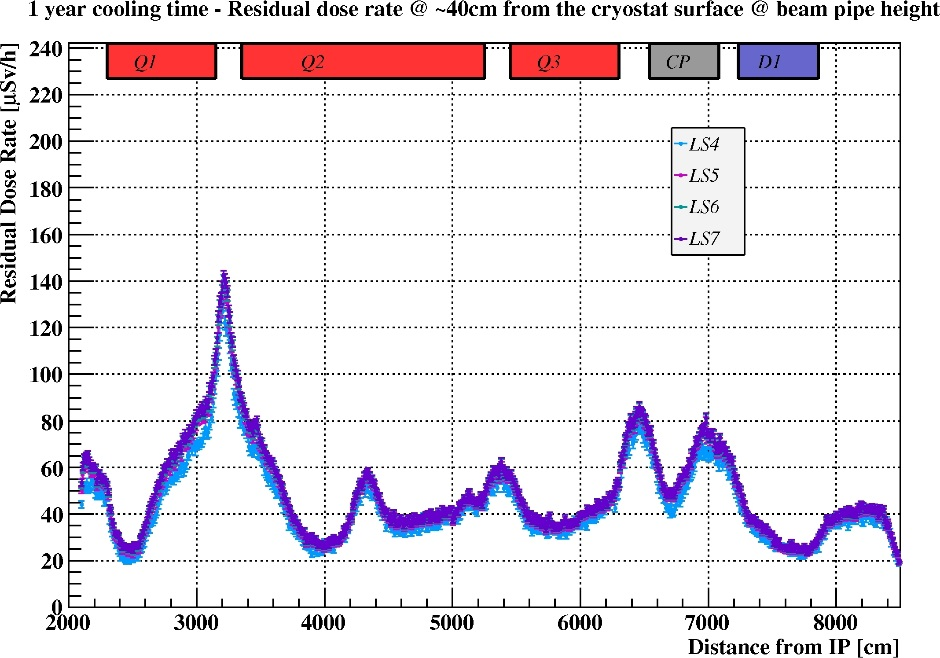 1 year cooling time - Residual dose rate @ ~40cm from the cryostat surface @ beam pipe height
Residual Dose Rate [µSv/h]
240
220
200
180
160
140
120
100
80
60
40
20
0
Q1 Q2 Q3 CP D1
LS4
LS5
LS6
LS7
2000 3000 4000 5000 6000 7000 8000
Distance from IP [cm]